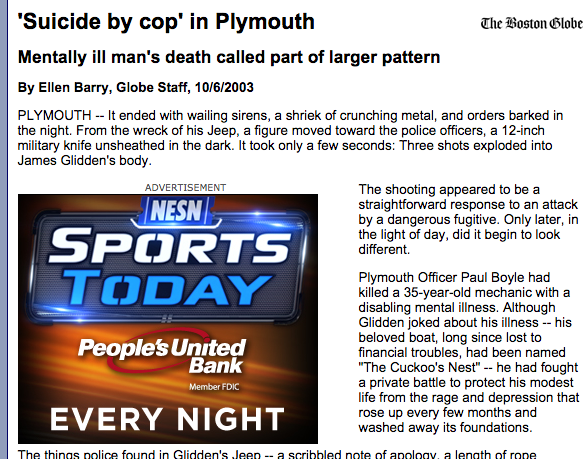 'Suicide by cop' in Plymouth
The Boston Globe
Mentally ill man's death called part of larger pattern
By Ellen Barry, Globe Staff, 10/6/2003
PLYMOUTH -- It ended with wailing sirens, a shriek of crunching metal, and orders barked in
the night. From the wreck of his Jeep, a figure moved toward the police officers, a 12-inch
military knife unsheathed in the dark. It took only a few seconds: Three shots exploded into
James Glidden's body.
ADVERTISEMENT
NESN
SPORTS
TODAY
People's United
Bank
Member FDIC
EVERY NIGHT
The shooting appeared to be a
straightforward response to an attack
by a dangerous fugitive. Only later, in
the light of day, did it begin to look
different.
Plymouth Officer Paul Boyle had
killed a 35-year-old mechanic with a
disabling mental illness. Although
Glidden joked about his illness -- his
beloved boat, long since lost to
financial troubles, had been named
"The Cuckoo's Nest" -- he had fought
a private battle to protect his modest
life from the rage and depression that
rose up every few months and
washed away its foundations.
The things police found in Glidden's Jeep -- a scribbled note of apology, a length of rope